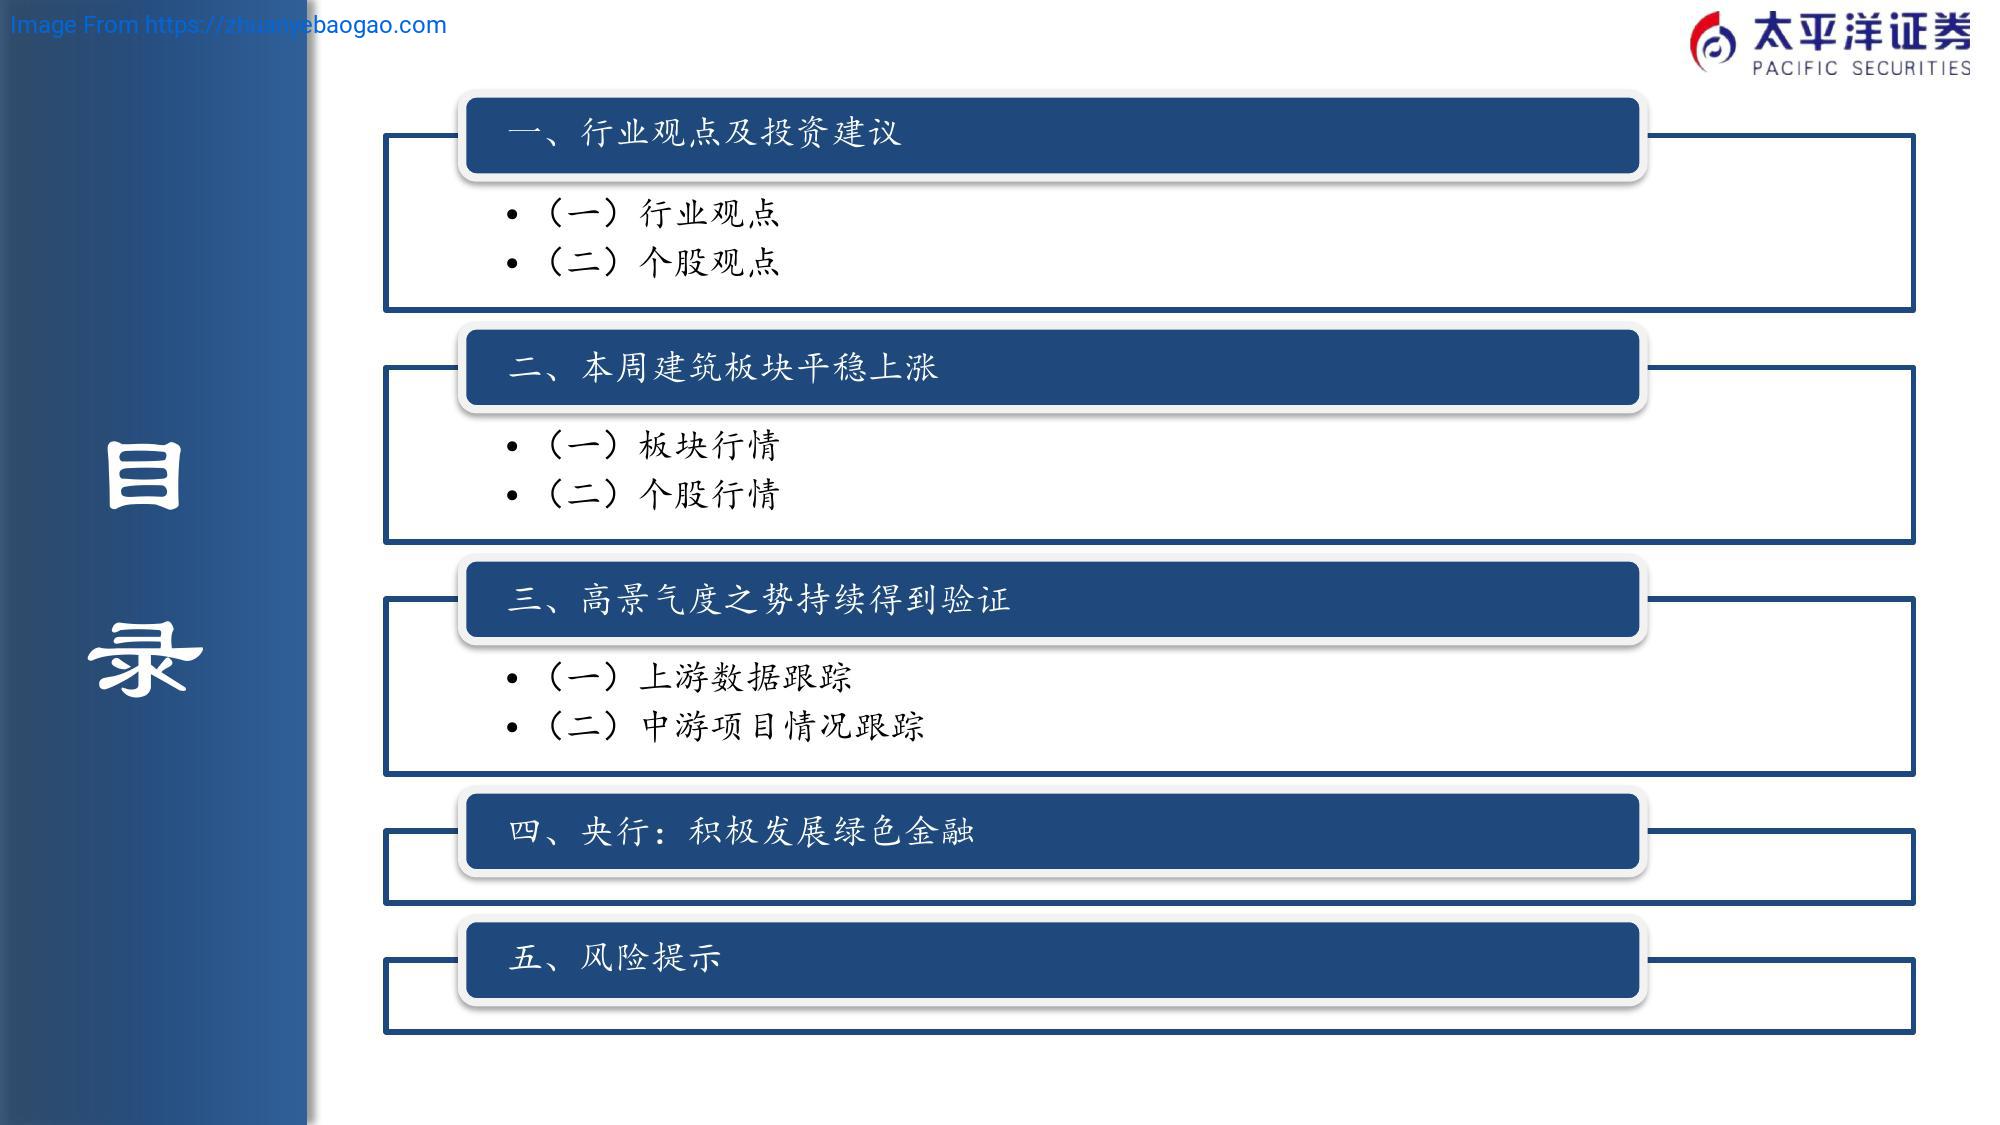 Image From https://zhuanyebaogao.com
太平洋证券
PACIFIC SECURITIES
目
录
一、行业观点及投资建议
• （一）行业观点
• （二）个股观点
二、本周建筑板块平稳上涨
• （一）板块行情
• （二）个股行情
三、高景气度之势持续得到验证
• （一）上游数据跟踪
• （二）中游项目情况跟踪
四、央行：积极发展绿色金融
五、风险提示